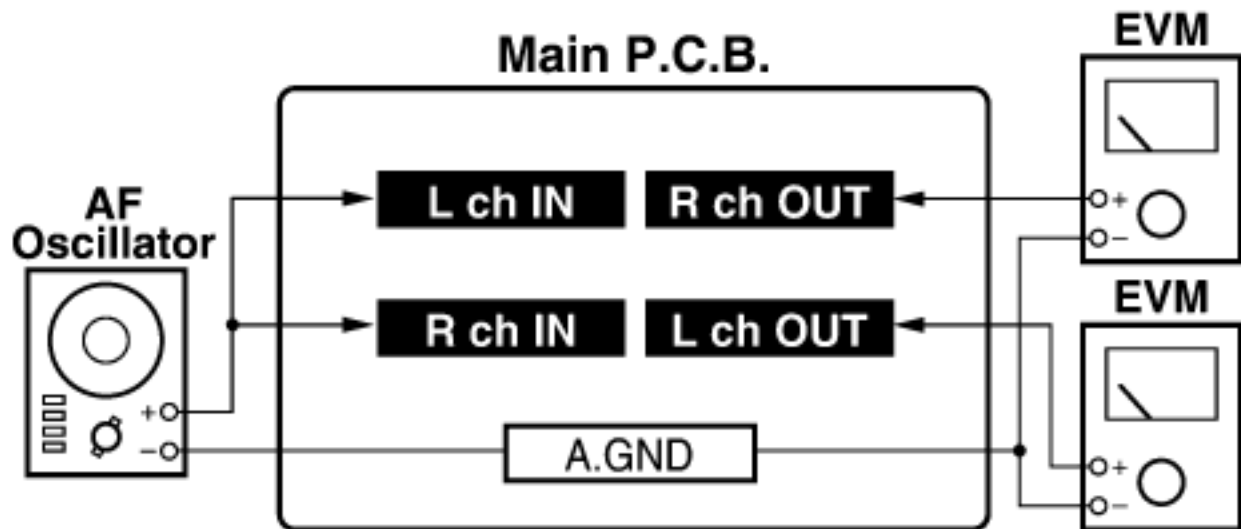 Main P.C.B.
EVM
L ch IN
R ch OUT
+
−
AF
Oscillator
EVM
R ch IN
L ch OUT
+
−
A.GND
+
−